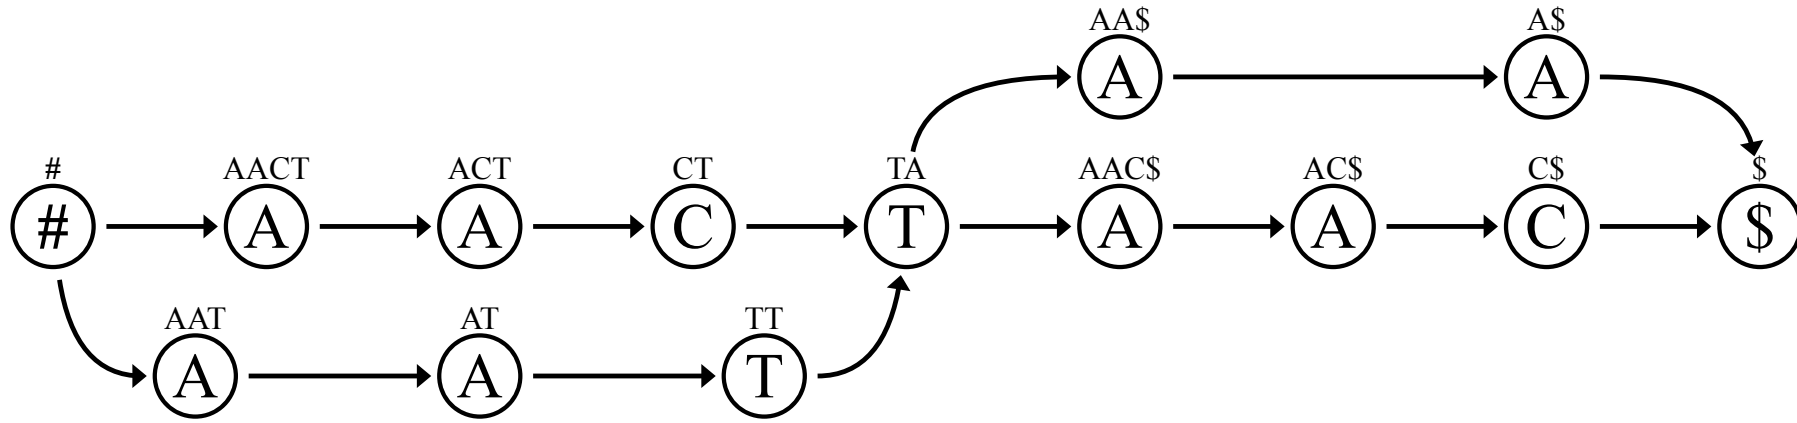 AA$ A$
A A
# AACT ACT CT TA AAC$ AC$ C$ $
# A A C T A A C $
AAT AT TT
A A T